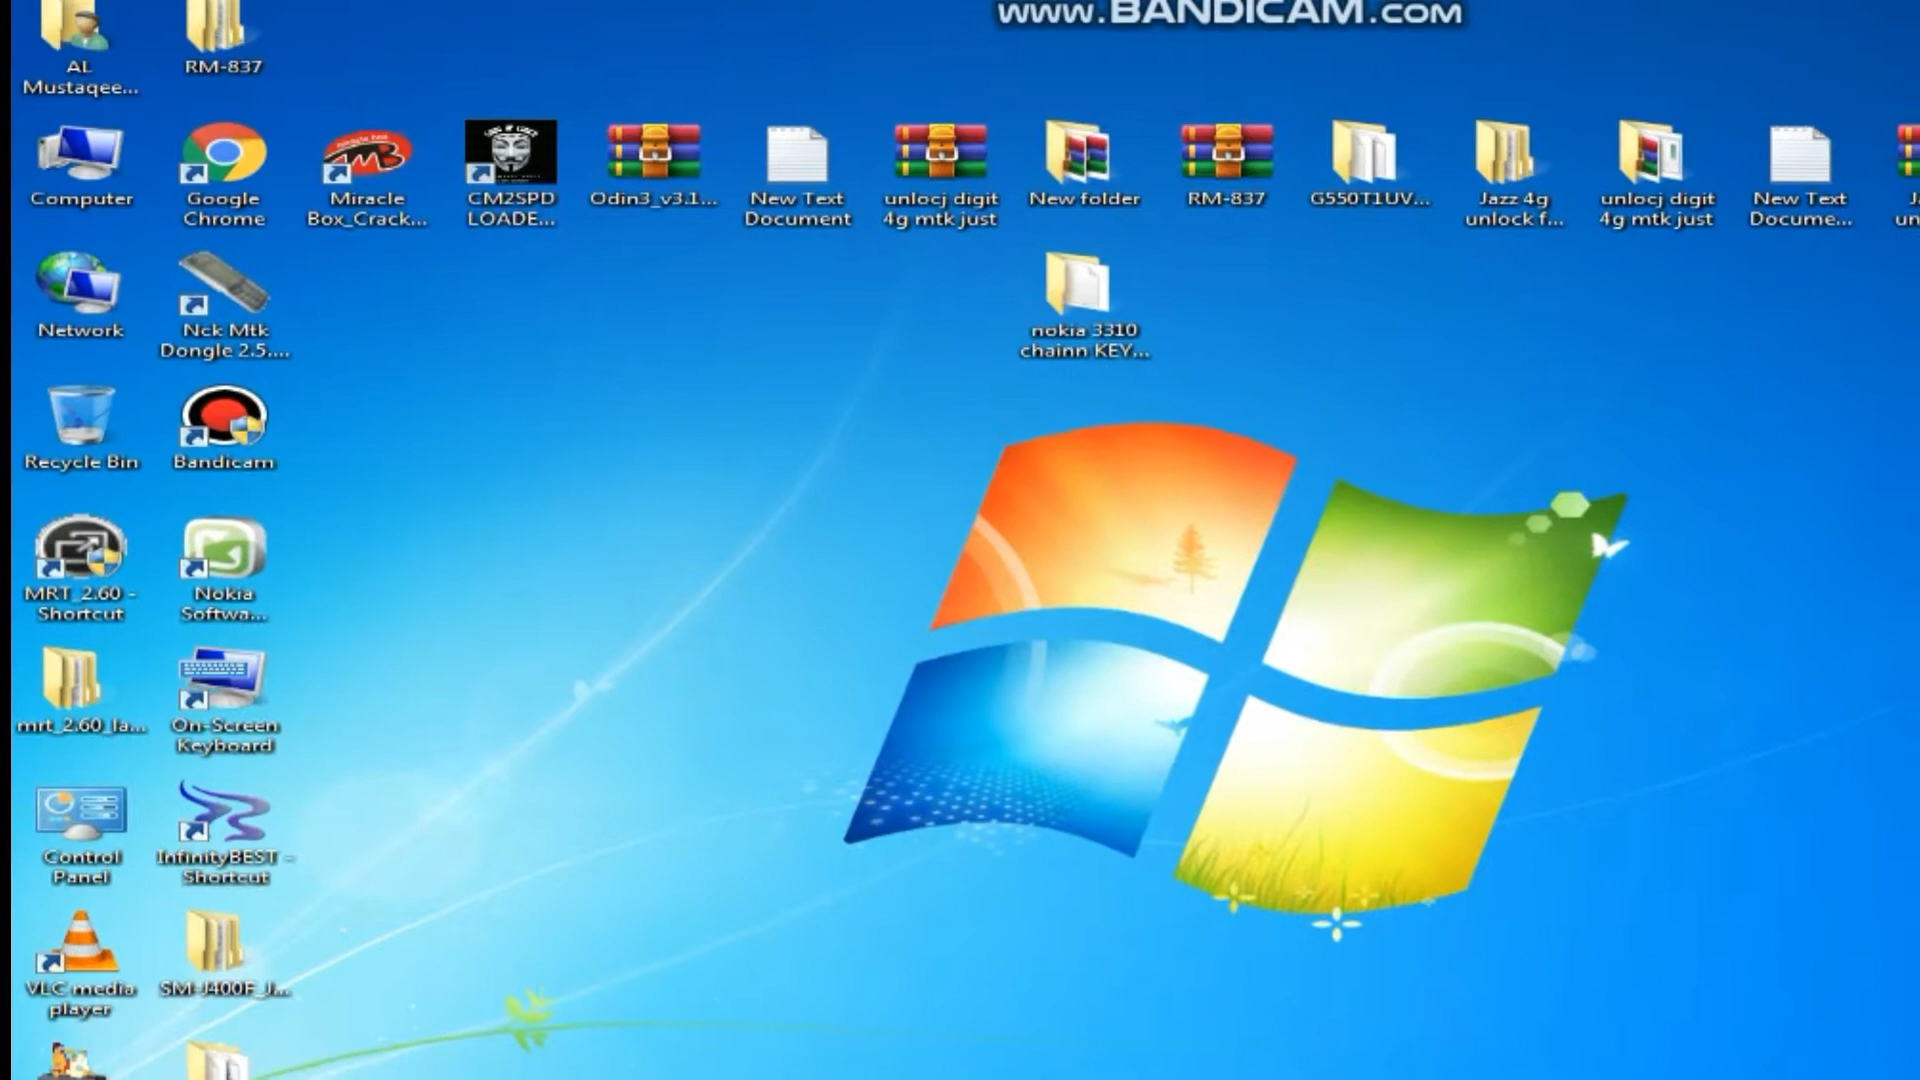 www.BANDICAM.COM
AL
Mustaqee...
RM-837
Computer
Google
Chrome
Miracle
Box_Crack...
CM2SPD
LOADE...
Odin3_v3.1...
New Text
Document
unlocj digit
4g mtk just
New folder
RM-837
G550T1UV...
Jazz 4g
unlock f...
unlocj digit
4g mtk just
New Text
Docume...
Network
Nck Mtk
Dongle 2.5....
nokia 3310
chainn KEY...
Recycle Bin
Bandicam
MRT_2.60 -
Shortcut
Nokia
Softwa...
mrt_2.60_la...
On-Screen
Keyboard
Control
Panel
InfinityBEST -
Shortcut
VLC media
player
SM-J400F_J...